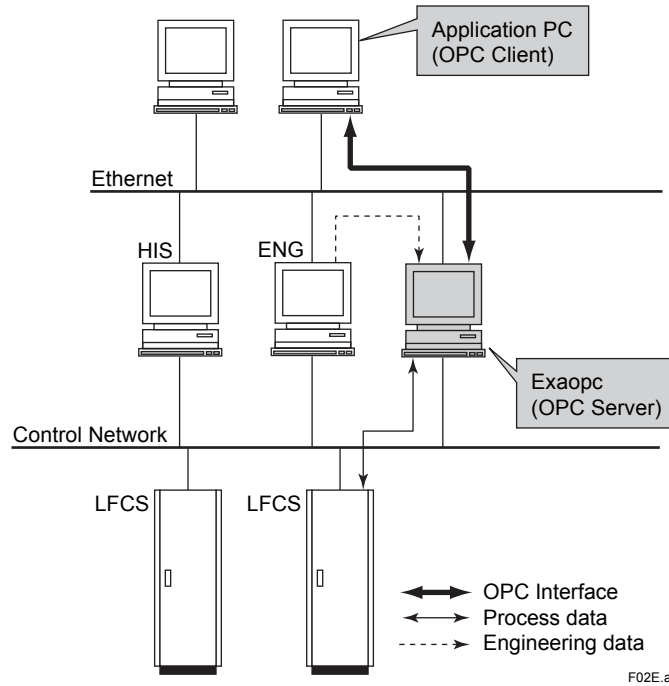 Application PC
(OPC Client)
Ethernet
HIS
ENG
Exaopc
(OPC Server)
Control Network
LFCS
LFCS
OPC Interface
Process data
Engineering data
F02E.a